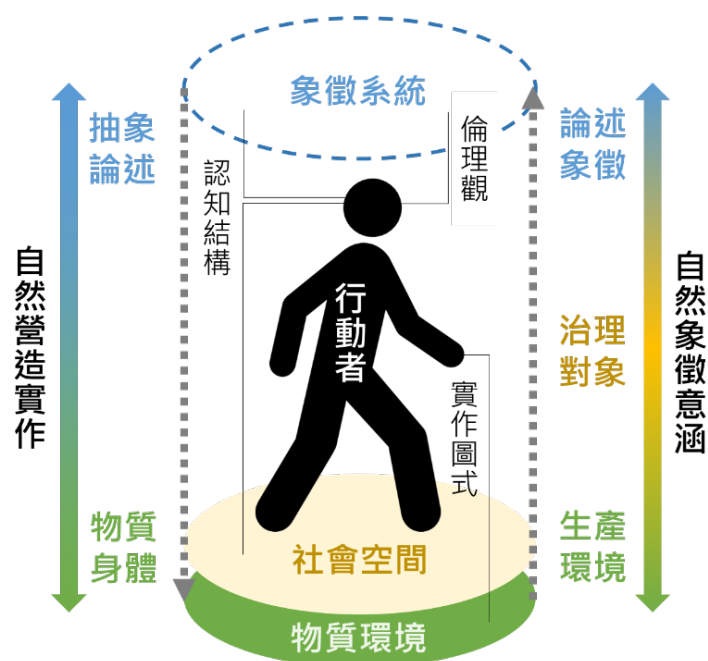 象徵系統
抽象
論述
論述
象徵
倫理觀
認知結構
自然營造實作
行動者
治理
對象
自然象徵意涵
實作圖式
物質
身體
生產
環境
社會空間
物質環境